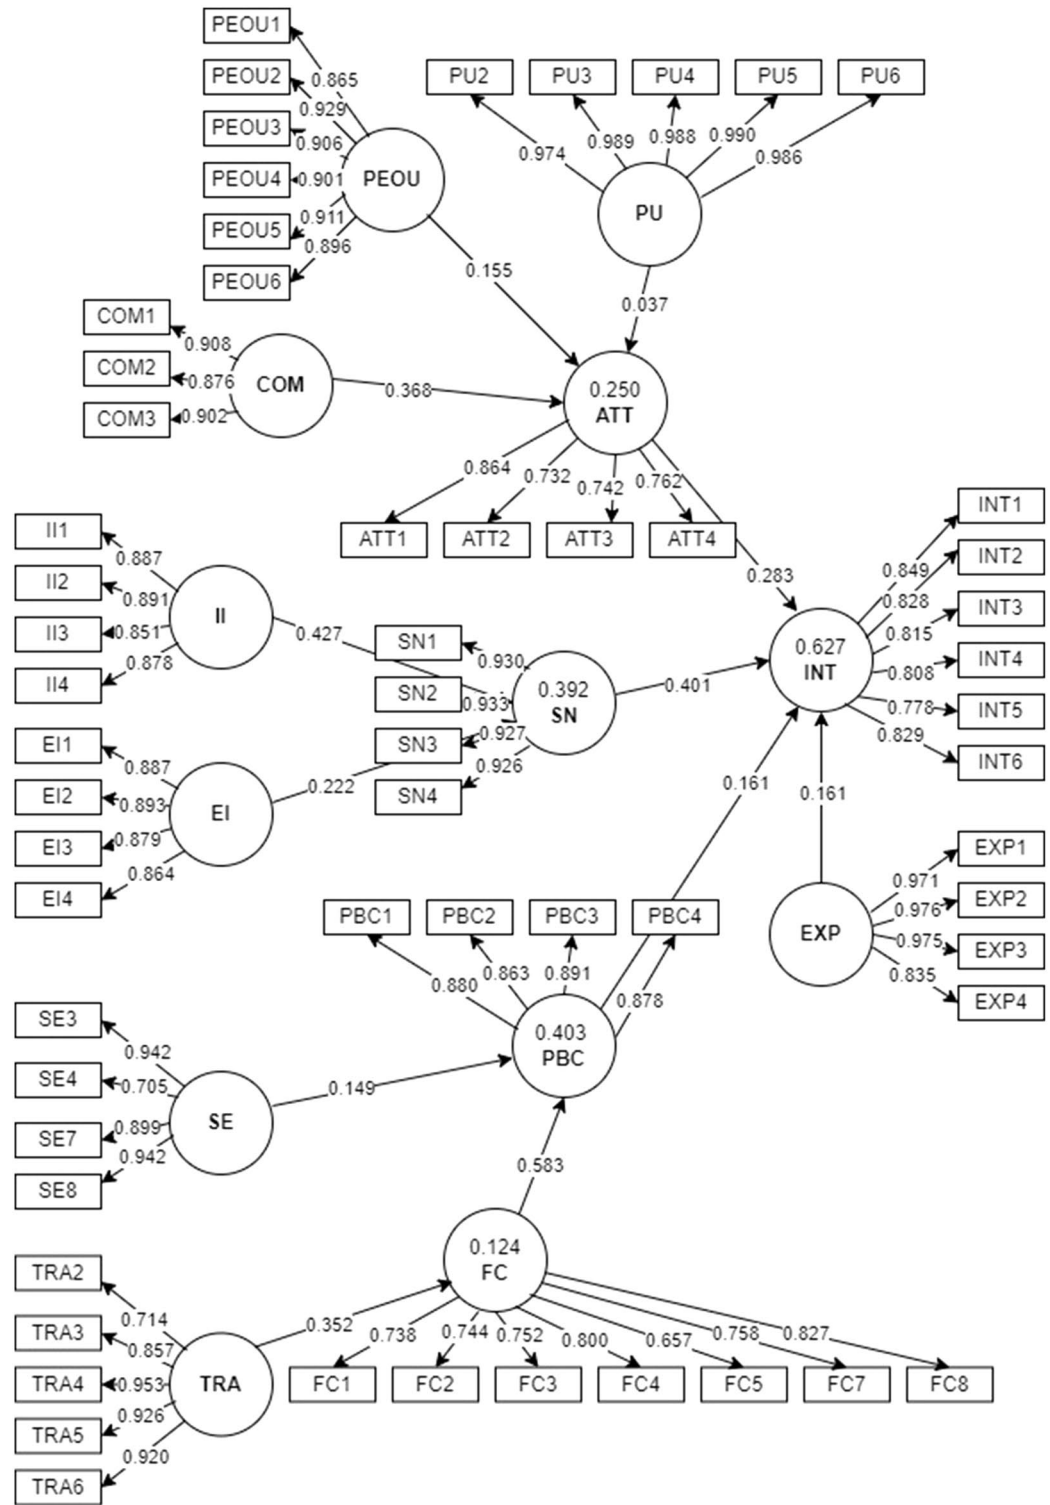 PEOU1
PEOU2
PEOU3
PEOU4
PEOU5
PEOU6
0.865
0.929
0.906
0.901
0.911
0.896
PEOU
PU2
PU3
PU4
PU5
PU6
0.974
0.989
0.988
0.990
0.986
PU
0.155
0.037
COM1
COM2
COM3
0.908
0.876
0.902
COM
0.368
0.250
ATT
0.864
0.732
0.742
0.762
ATT1
ATT2
ATT3
ATT4
0.283
II1
II2
II3
II4
0.887
0.891
0.851
0.878
II
0.427
SN1
SN2
SN3
SN4
0.930
0.933
0.927
0.926
0.392
SN
0.401
EI1
EI2
EI3
EI4
0.887
0.893
0.879
0.864
EI
0.222
0.627
INT
0.849
0.828
0.815
0.808
0.778
0.829
INT1
INT2
INT3
INT4
INT5
INT6
0.161
0.161
EXP
0.971
0.976
0.975
0.835
EXP1
EXP2
EXP3
EXP4
PBC1
PBC2
PBC3
PBC4
0.880
0.863
0.891
0.878
0.403
PBC
SE3
SE4
SE7
SE8
0.942
0.705
0.899
0.942
SE
0.149
0.583
0.124
FC
0.352
TRA2
TRA3
TRA4
TRA5
TRA6
0.714
0.857
0.953
0.926
0.920
TRA
0.738
0.744
0.752
0.800
0.657
0.758
0.827
FC1
FC2
FC3
FC4
FC5
FC7
FC8